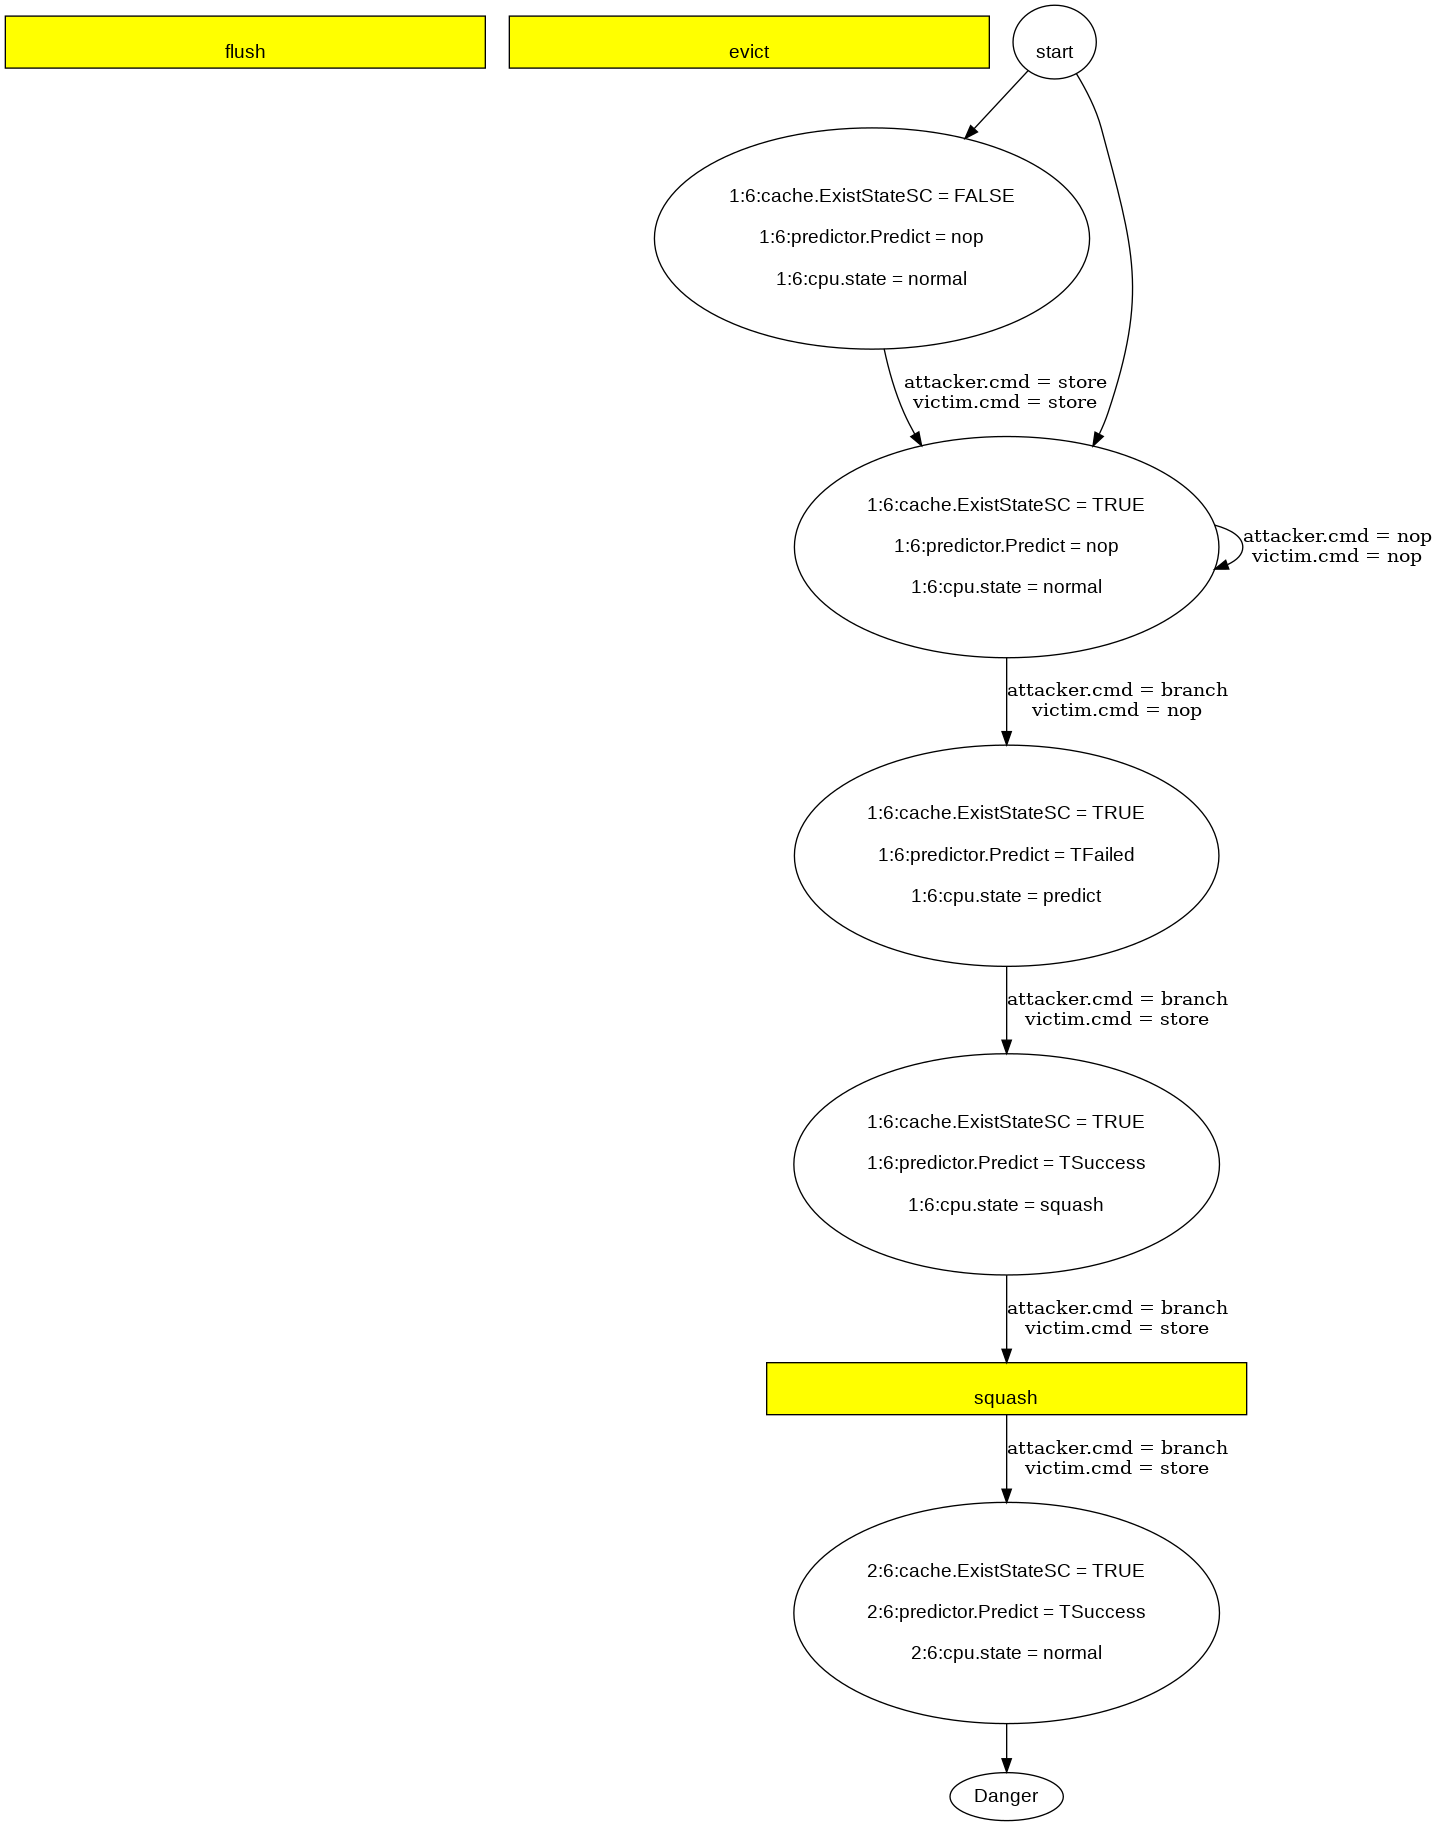 flush
evict
start
1:6:cache.ExistStateSC = FALSE
1:6:predictor.Predict = nop
1:6:cpu.state = normal
attacker.cmd = store
victim.cmd = store
1:6:cache.ExistStateSC = TRUE
1:6:predictor.Predict = nop
1:6:cpu.state = normal
attacker.cmd = nop
victim.cmd = nop
attacker.cmd = branch
victim.cmd = nop
1:6:cache.ExistStateSC = TRUE
1:6:predictor.Predict = TFailed
1:6:cpu.state = predict
attacker.cmd = branch
victim.cmd = store
1:6:cache.ExistStateSC = TRUE
1:6:predictor.Predict = TSuccess
1:6:cpu.state = squash
attacker.cmd = branch
victim.cmd = store
squash
attacker.cmd = branch
victim.cmd = store
2:6:cache.ExistStateSC = TRUE
2:6:predictor.Predict = TSuccess
2:6:cpu.state = normal
Danger